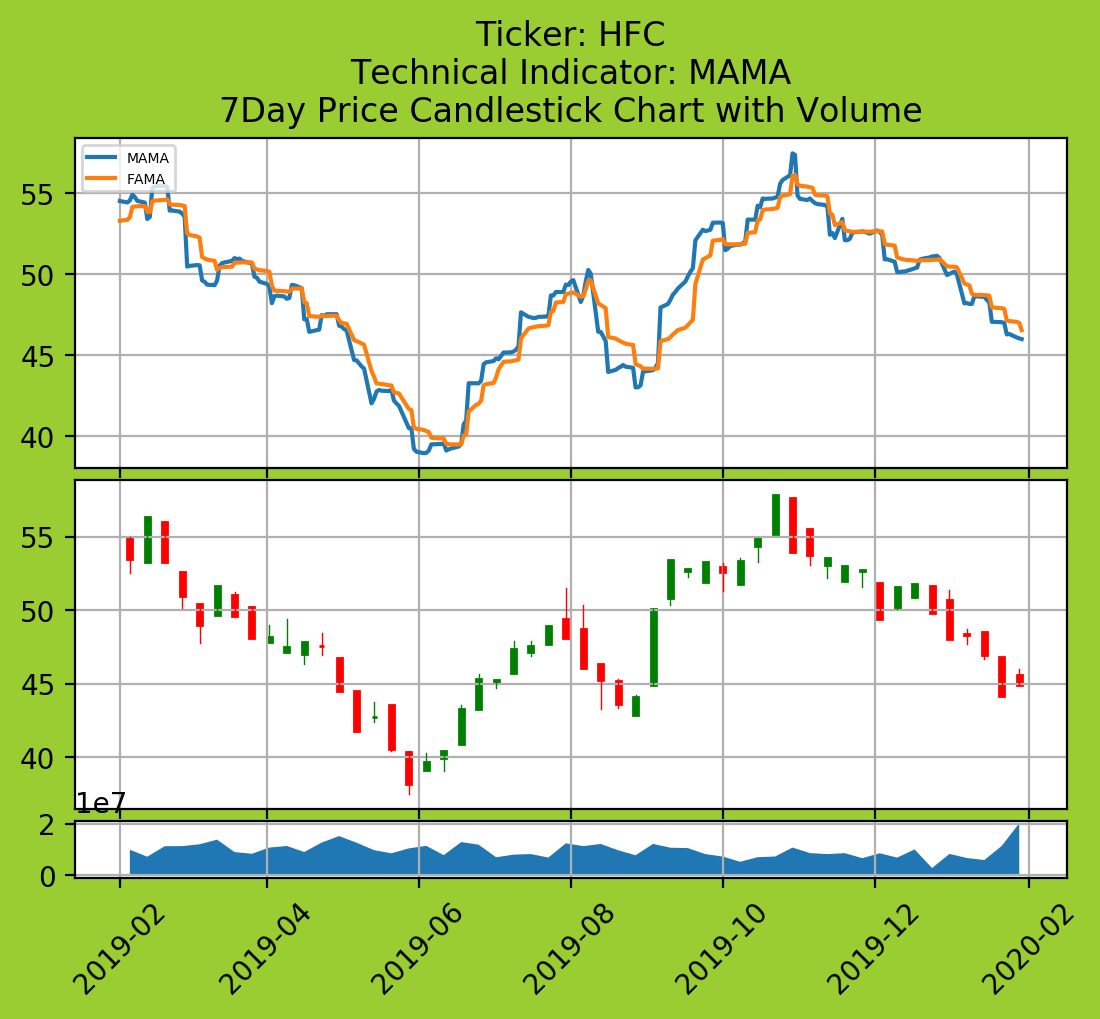 Ticker: HFC
Technical Indicator: MAMA
7Day Price Candlestick Chart with Volume
MAMA
FAMA
55
50
45
40
55
50
45
40
1e7
2
0
2019-02
2019-04
2019-06
2019-08
2019-10
2019-12
2020-02